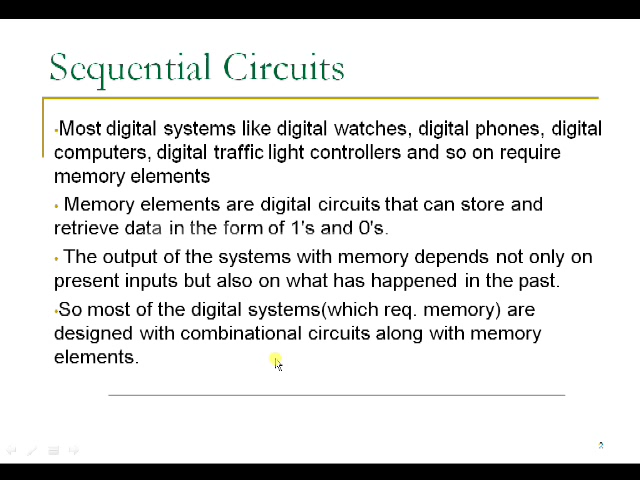 Sequential Circuits
•Most digital systems like digital watches, digital phones, digital
computers, digital traffic light controllers and so on require
memory elements
• Memory elements are digital circuits that can store and
retrieve data in the form of 1's and 0's.
• The output of the systems with memory depends not only on
present inputs but also on what has happened in the past.
•So most of the digital systems(which req. memory) are
designed with combinational circuits along with memory
elements.
2